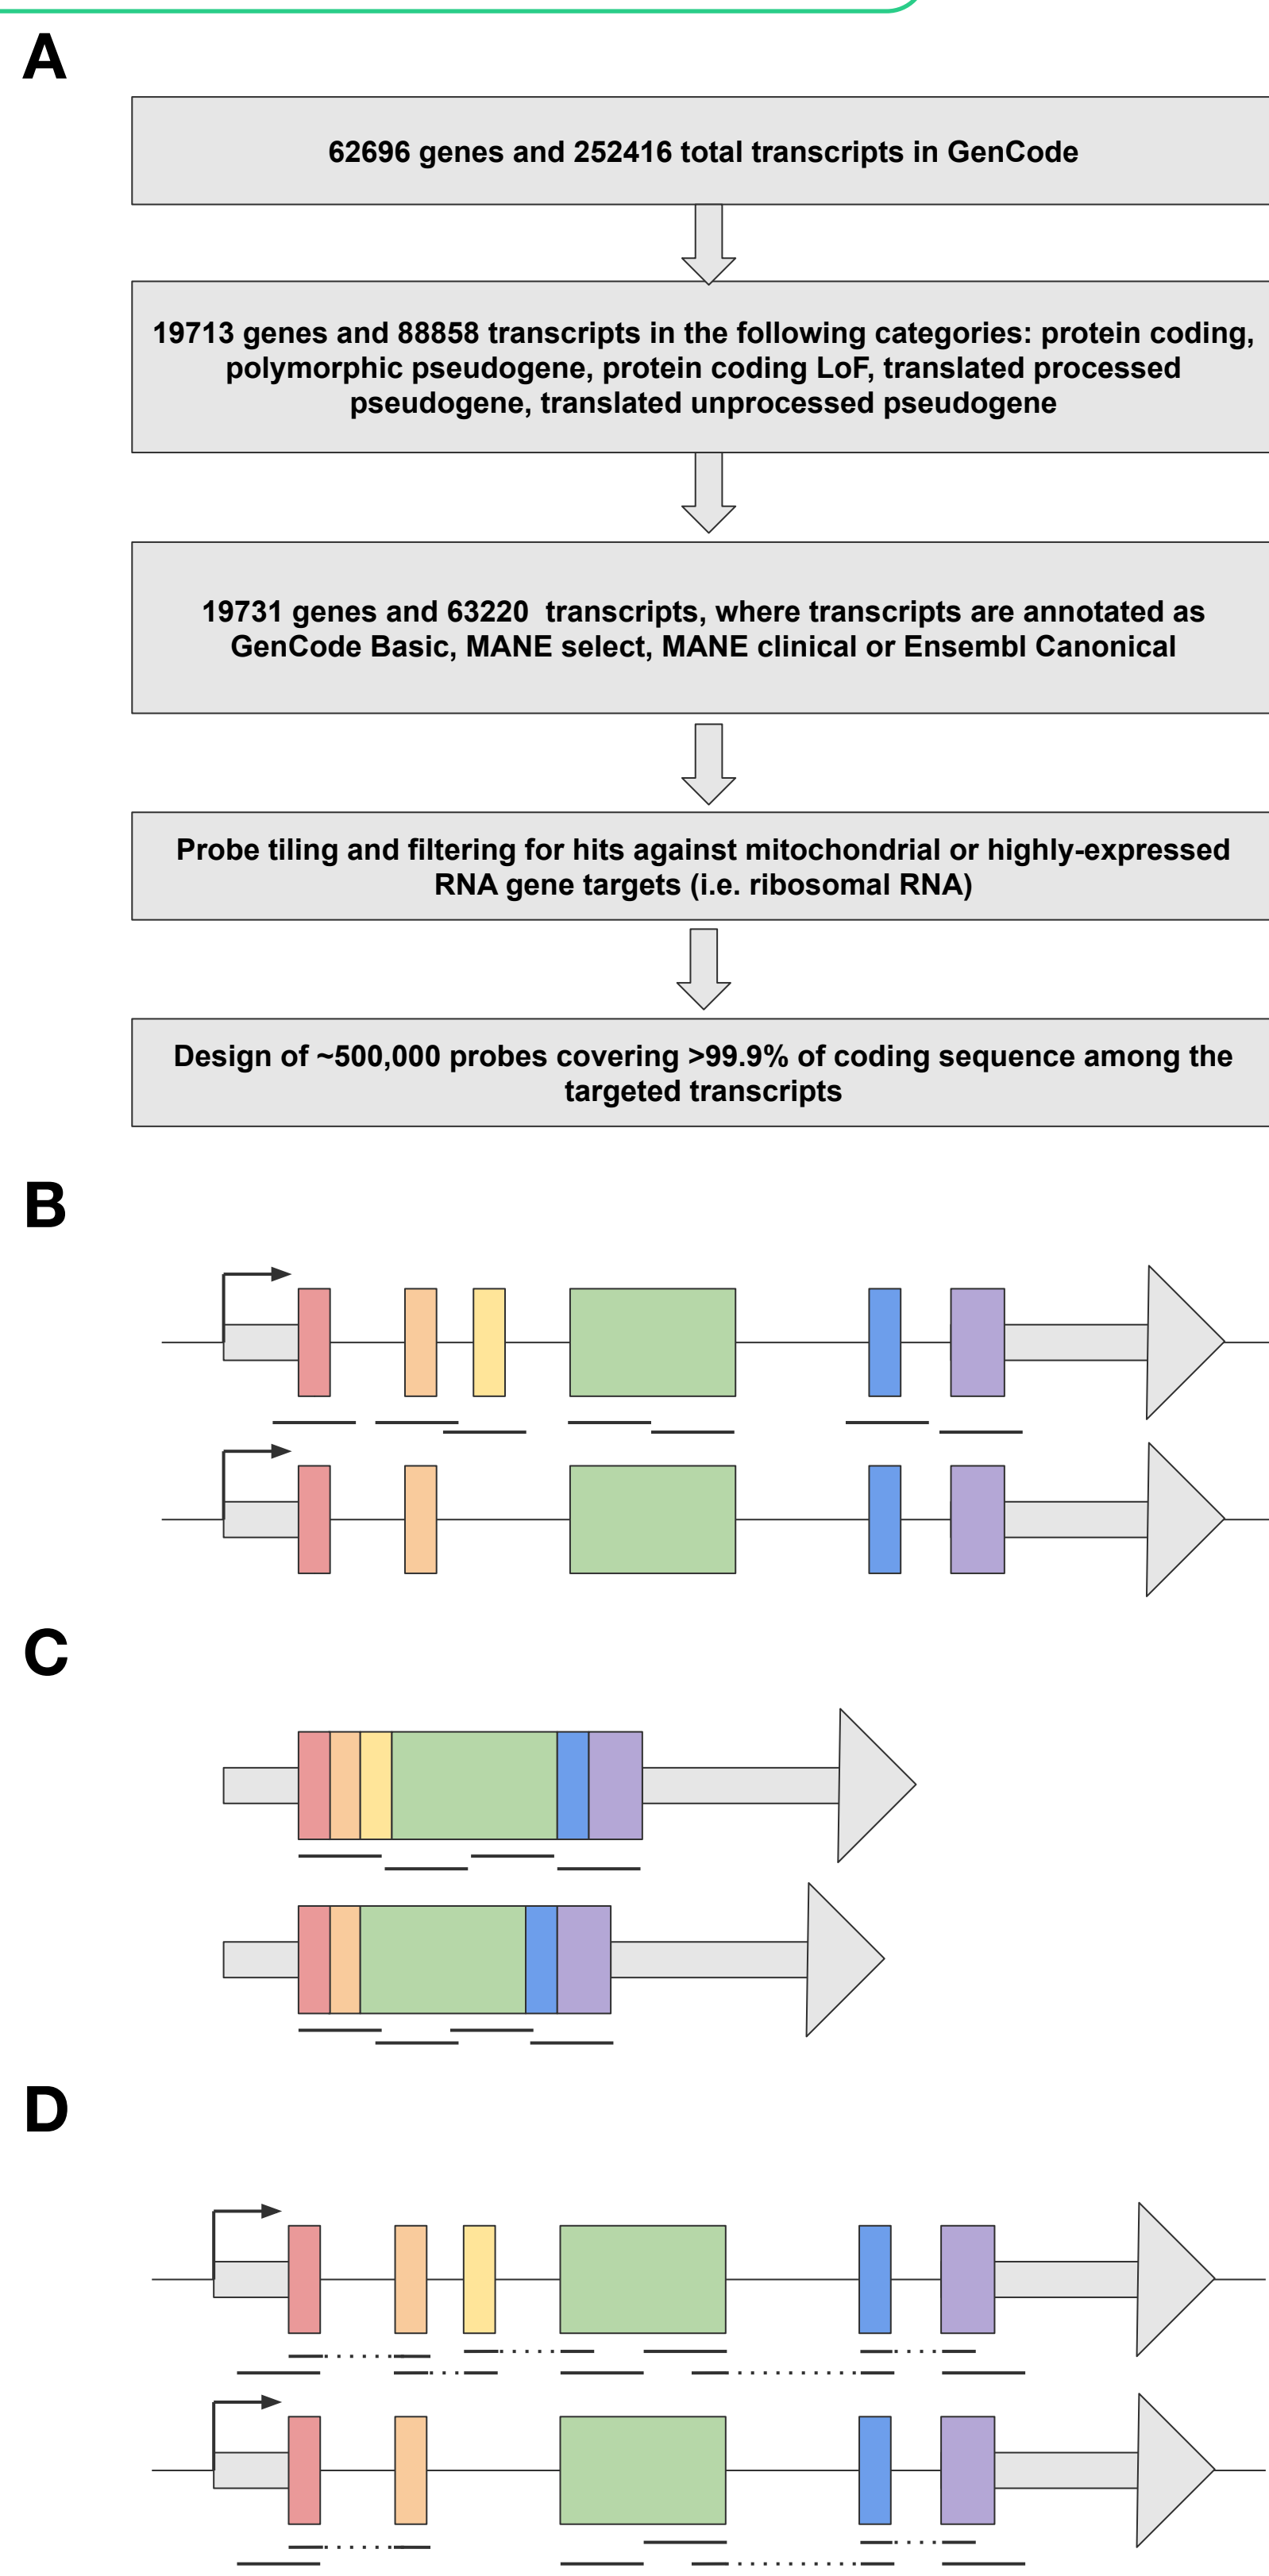 A
62696 genes and 252416 total transcripts in GenCode
19713 genes and 88858 transcripts in the following categories: protein coding,
polymorphic pseudogene, protein coding LoF, translated processed
pseudogene, translated unprocessed pseudogene
19731 genes and 63220 transcripts, where transcripts are annotated as
GenCode Basic, MANE select, MANE clinical or Ensembl Canonical
Probe tiling and filtering for hits against mitochondrial or highly-expressed
RNA gene targets (i.e. ribosomal RNA)
Design of ~500,000 probes covering >99.9% of coding sequence among the
targeted transcripts
B
C
D